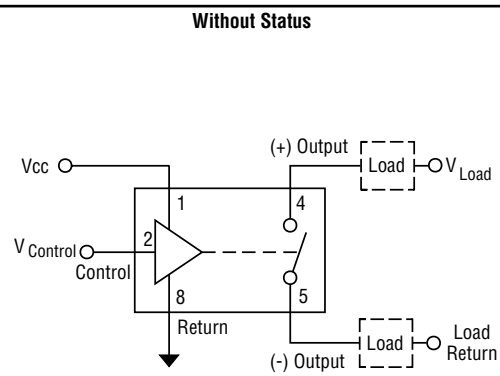 Without Status
(+) Output
Load
V Load
Vcc
1
4
V Control
2
Control
8
5
Return
Load
Load
Return
(-) Output